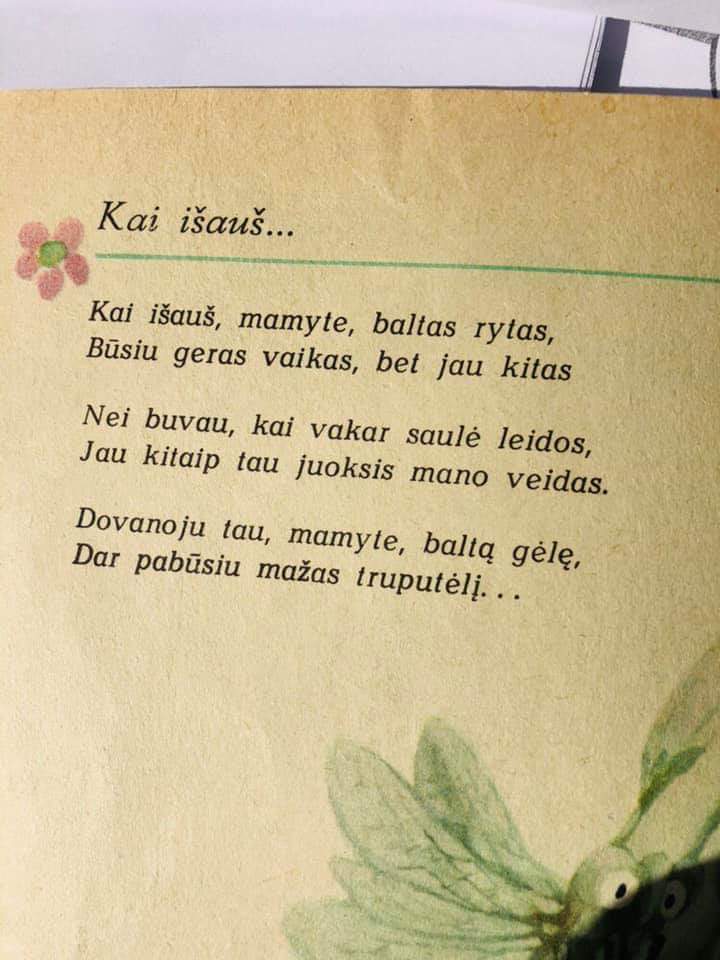 Kai išauš...
Kai išauš, mamyte, baltas rytas,
Būsiu geras vaikas, bet jau kitas
Nei buvau, kai vakar saulė leidos,
Jau kitaip tau juoksis mano veidas.
Dovanoju tau, mamyte, baltą gėlę,
Dar pabūsiu mažas truputėlį...